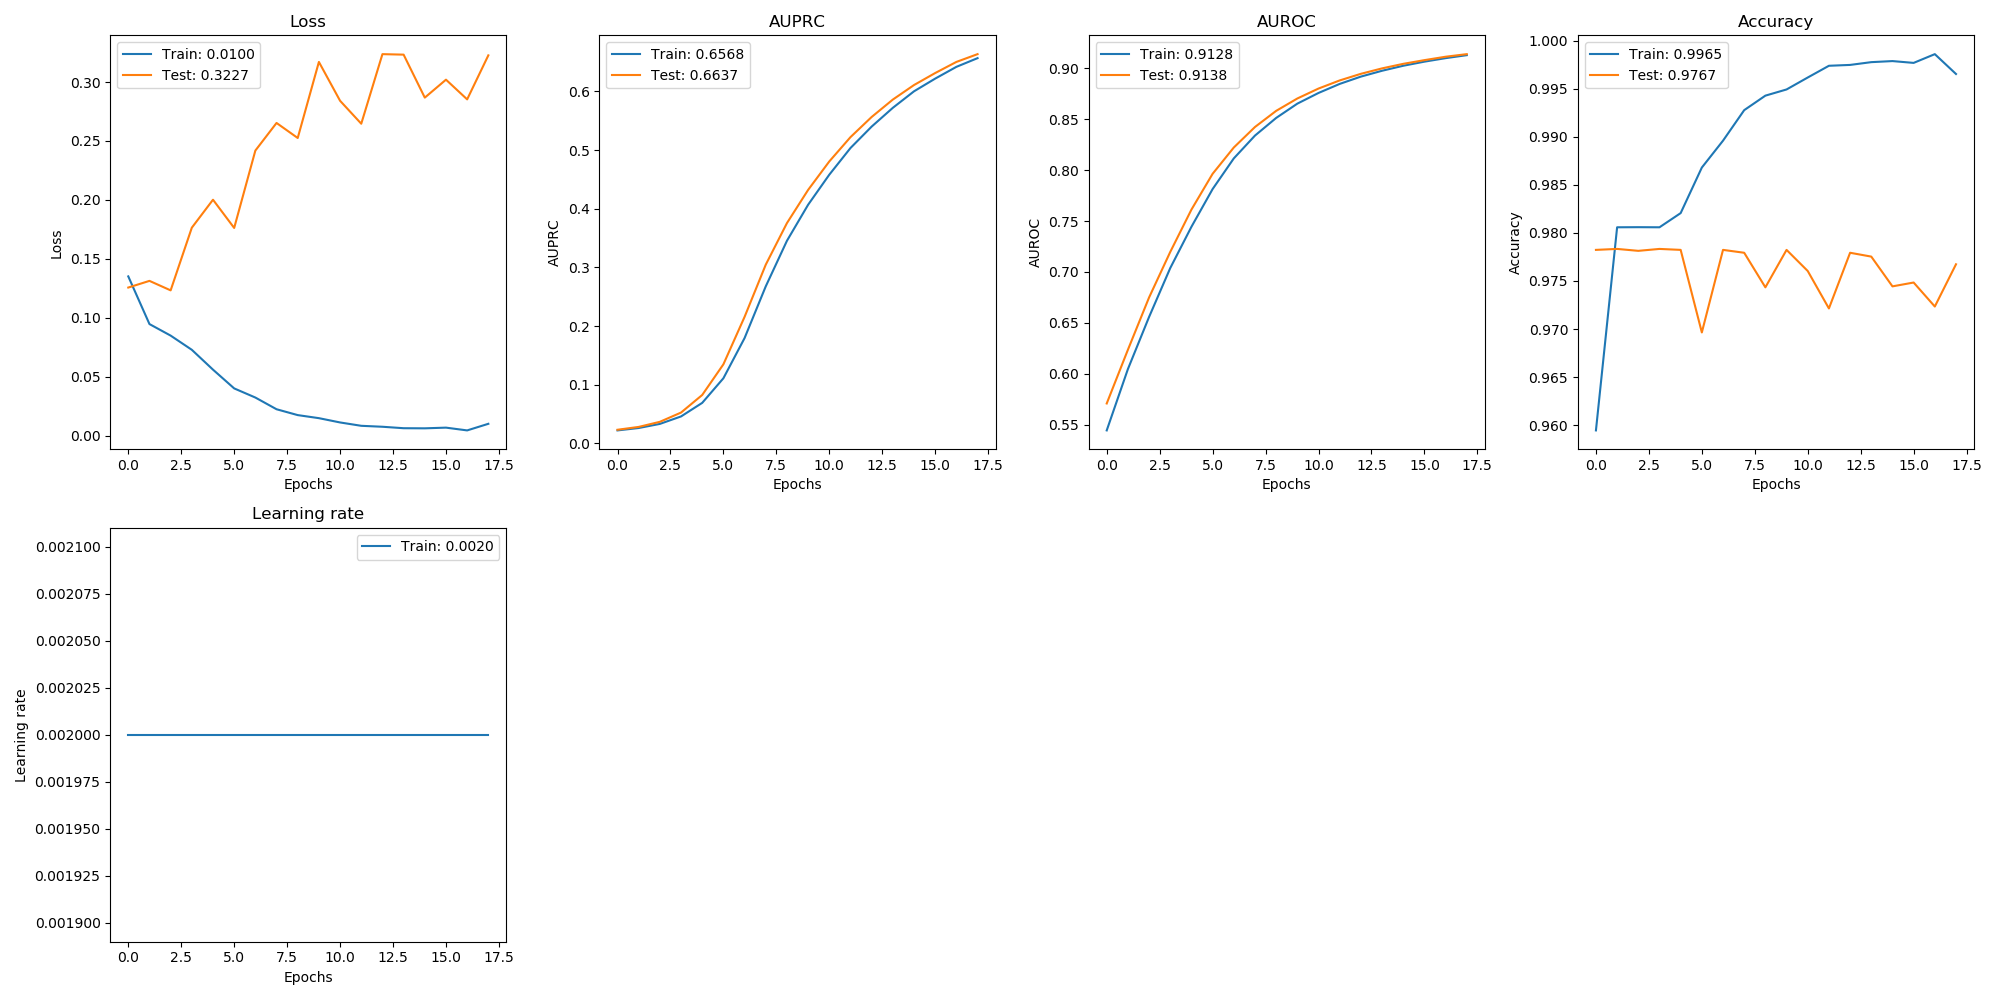 Loss
Train: 0.0100
Test: 0.3227
0.30
0.25
0.20
0.15
0.10
0.05
0.00
Loss
0.0 2.5 5.0 7.5 10.0 12.5 15.0 17.5
Epochs
AUPRC
Train: 0.6568
Test: 0.6637
0.6
0.5
0.4
0.3
0.2
0.1
0.0
AUPRC
0.0 2.5 5.0 7.5 10.0 12.5 15.0 17.5
Epochs
AUROC
Train: 0.9128
Test: 0.9138
0.90
0.85
0.80
0.75
0.70
0.65
0.60
0.55
AUROC
0.0 2.5 5.0 7.5 10.0 12.5 15.0 17.5
Epochs
Accuracy
Train: 0.9965
Test: 0.9767
1.000
0.995
0.990
0.985
0.980
0.975
0.970
0.965
0.960
Accuracy
0.0 2.5 5.0 7.5 10.0 12.5 15.0 17.5
Epochs
Learning rate
Train: 0.0020
0.002100
0.002075
0.002050
0.002025
0.002000
0.001975
0.001950
0.001925
0.001900
Learning rate
0.0 2.5 5.0 7.5 10.0 12.5 15.0 17.5
Epochs